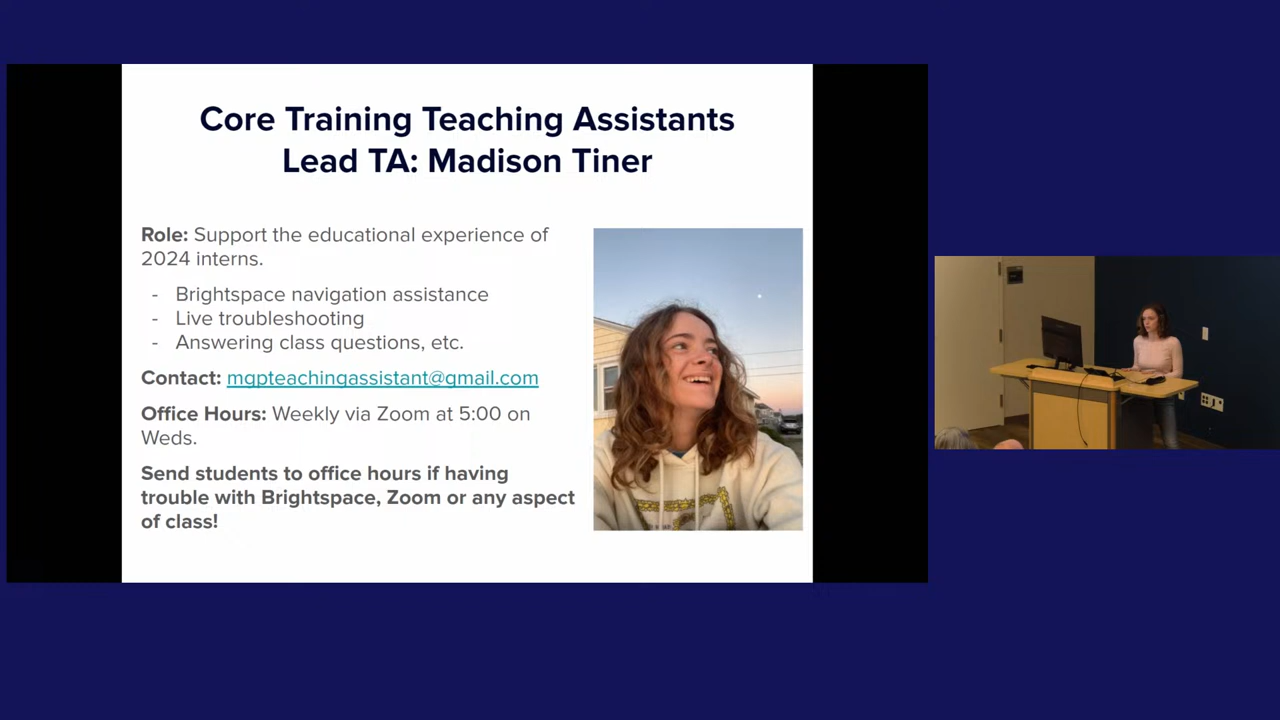 Core Training Teaching Assistants
Lead TA: Madison Tiner
Role: Support the educational experience of
2024 interns.
- Brightspace navigation assistance
- Live troubleshooting
- Answering class questions, etc.
Contact: mgpteachingassistant@gmail.com
Office Hours: Weekly via Zoom at 5:00 on
Weds.
Send students to office hours if having
trouble with Brightspace, Zoom or any aspect
of class!